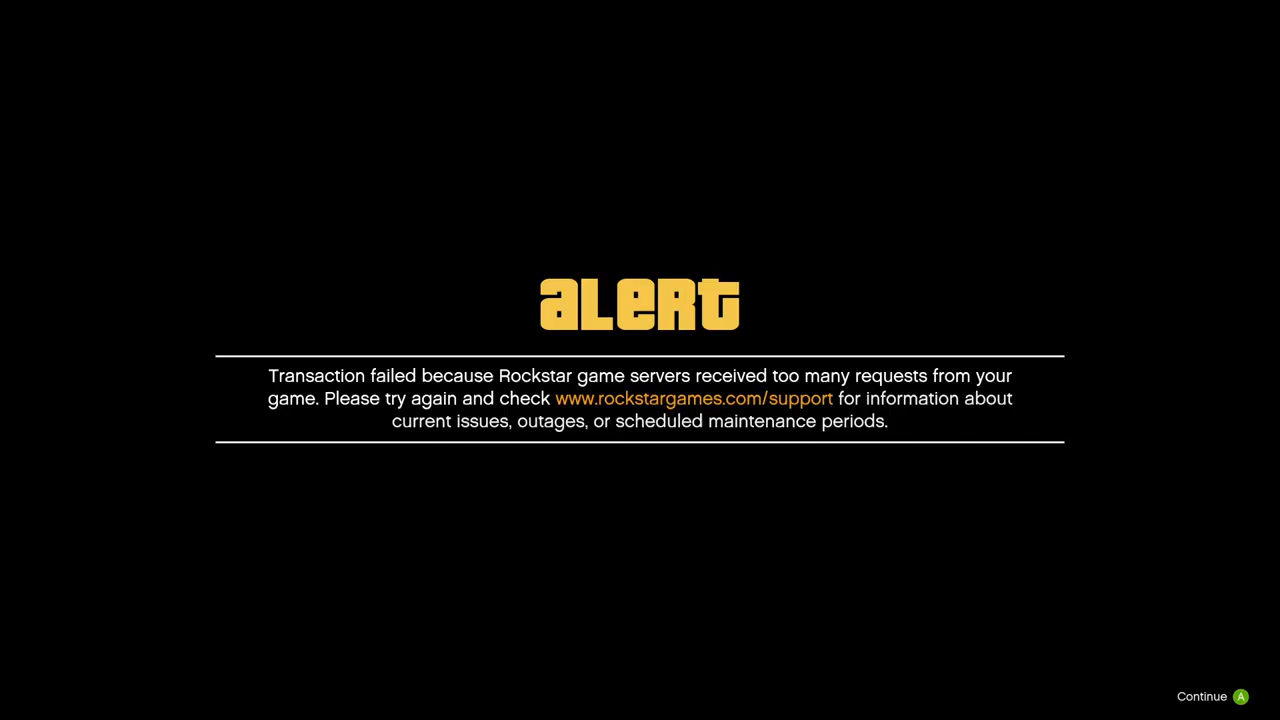 aLeRt
Transaction failed because Rockstar game servers received too many requests from your
game. Please try again and check www.rockstargames.com/support for information about
current issues, outages, or scheduled maintenance periods.
Continue A